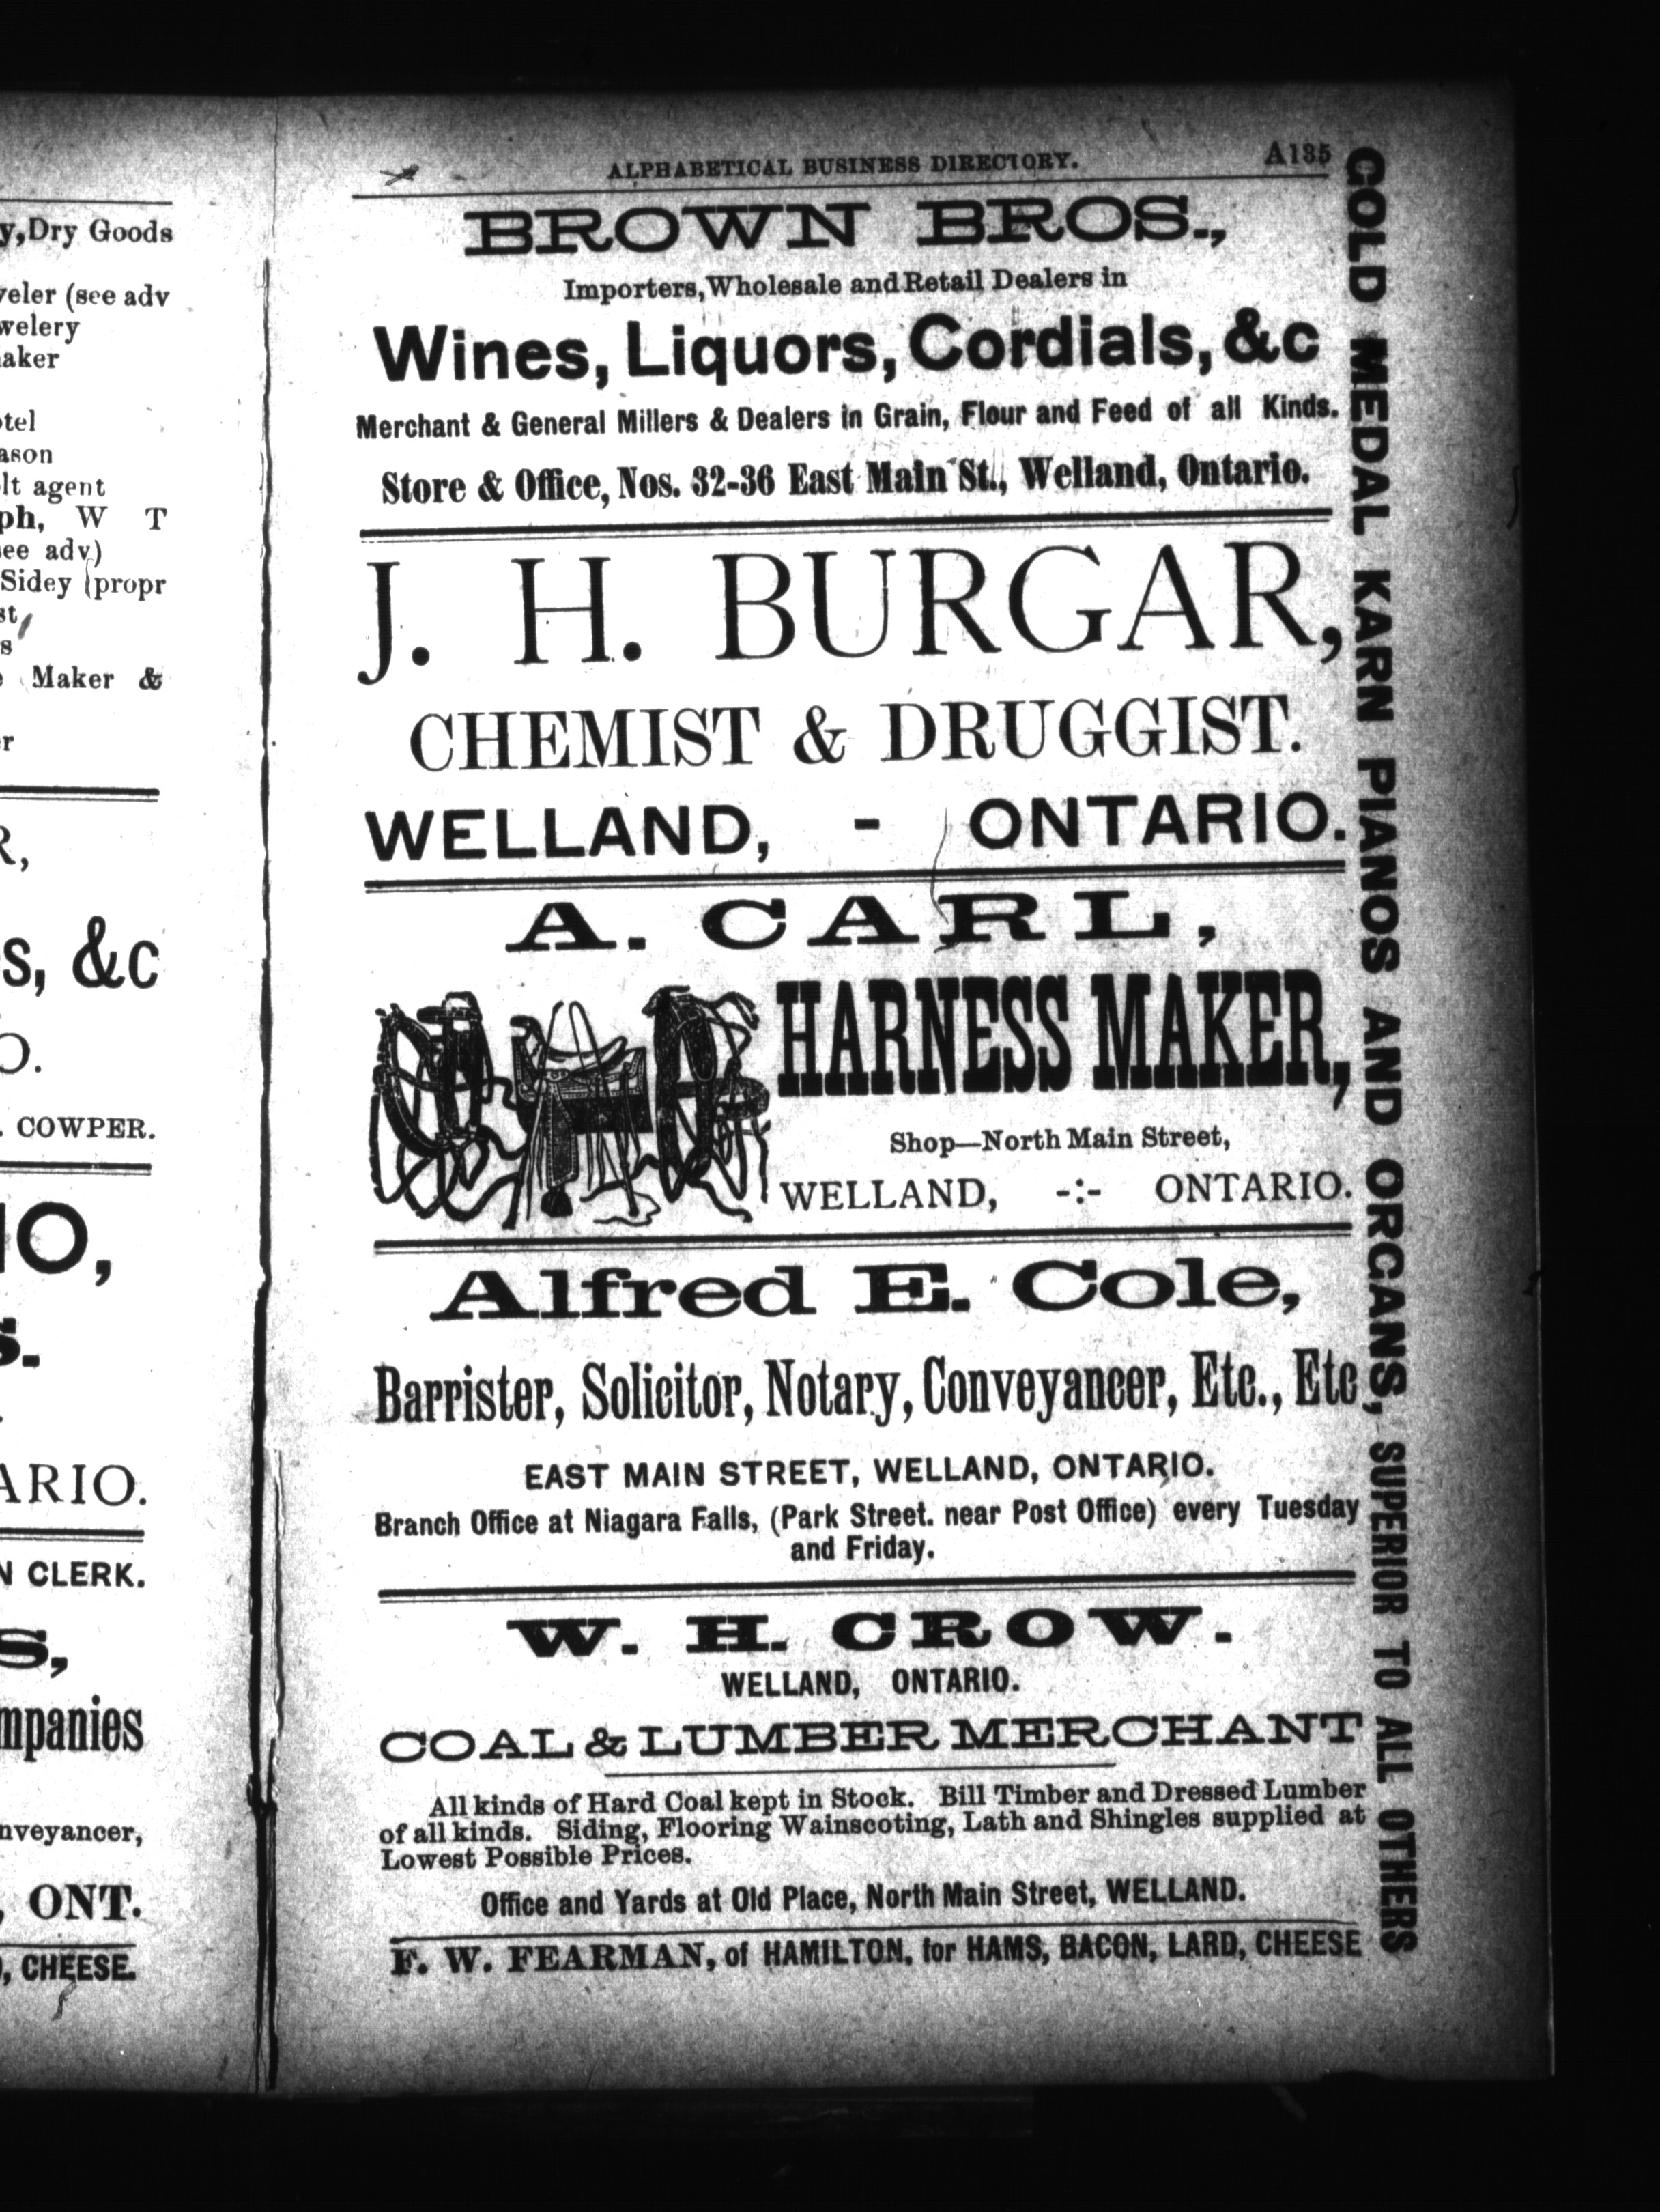 y, Dry Goods
veler (see adv
welery
aker
otel
ason
lt agent
ph, W T
ee adv)
Sidey (propr
st,
s
e Maker &
r
R,
s, &c
O.
. COWPER.
IO,
S.
ARIO.
N CLERK.
S,
mpanies
nveyancer,
, ONT.
, CHEESE.
ALPHABETICAL BUSINESS DIRECTORY. A135
BROWN BROS.,
Importers, Wholesale and Retail Dealers in
Wines, Liquors, Cordials, &c
Merchant & General Millers & Dealers in Grain, Flour and Feed of all Kinds.
Store & Office, Nos. 32-36 East Main St., Welland, Ontario.
J. H. BURGAR,
CHEMIST & DRUGGIST.
WELLAND, - ONTARIO.
A. CARL,
HARNESS MAKER,
Shop—North Main Street,
WELLAND, -:- ONTARIO.
Alfred E. Cole,
Barrister, Solicitor, Notary, Conveyancer, Etc., Etc
EAST MAIN STREET, WELLAND, ONTARIO.
Branch Office at Niagara Falls, (Park Street. near Post Office) every Tuesday
and Friday.
W. H. CROW.
WELLAND, ONTARIO.
COAL & LUMBER MERCHANT
All kinds of Hard Coal kept in Stock. Bill Timber and Dressed Lumber
of all kinds. Siding, Flooring Wainscoting, Lath and Shingles supplied at
Lowest Possible Prices.
Office and Yards at Old Place, North Main Street, WELLAND.
F. W. FEARMAN, of HAMILTON, for HAMS, BACON, LARD, CHEESE
GOLD MEDAL KARN PIANOS AND ORGANS, SUPERIOR TO ALL OTHERS